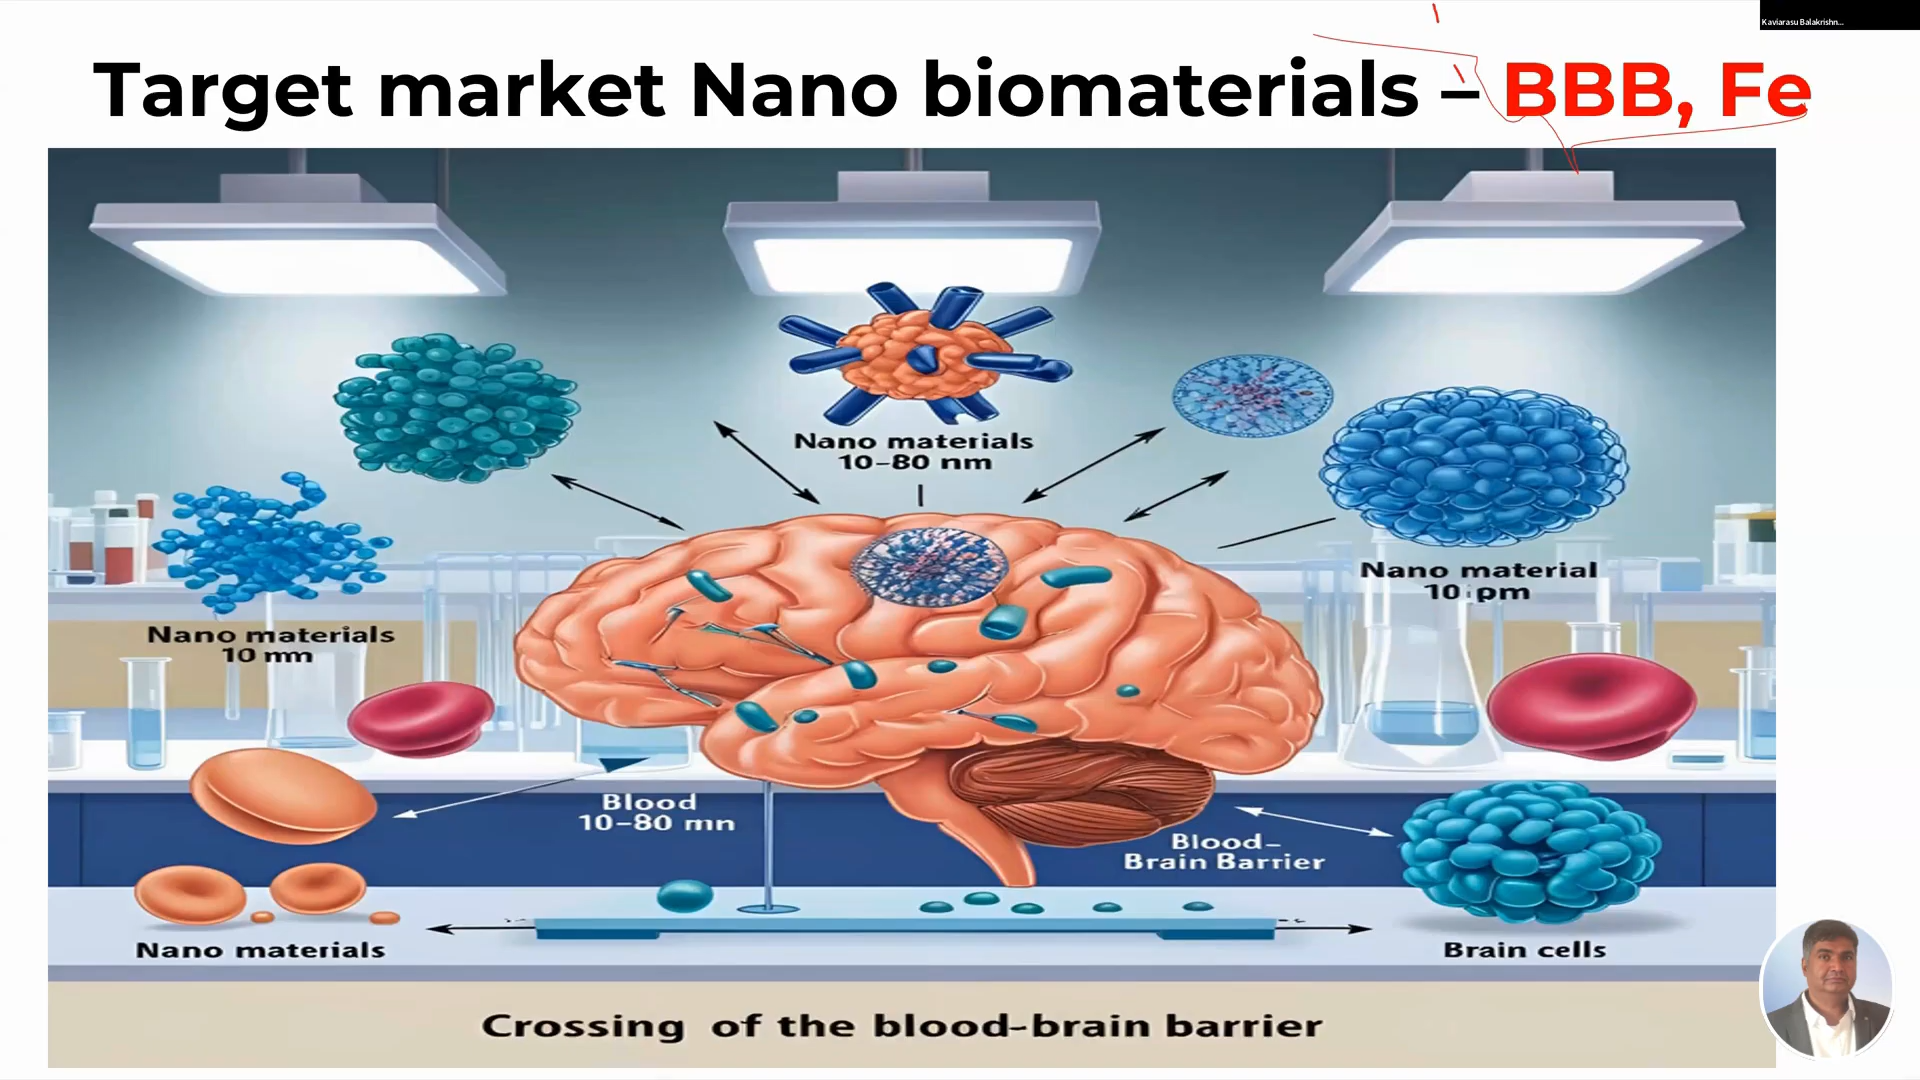 Kaviarasu Balakrishn...
Target market Nano biomaterials – BBB, Fe
Nano materials
10-80 nm
Nano material
10 pm
Nano materials
10 nm
Blood
10-80 mn
Blood-
Brain Barrier
Nano materials
Brain cells
Crossing of the blood-brain barrier